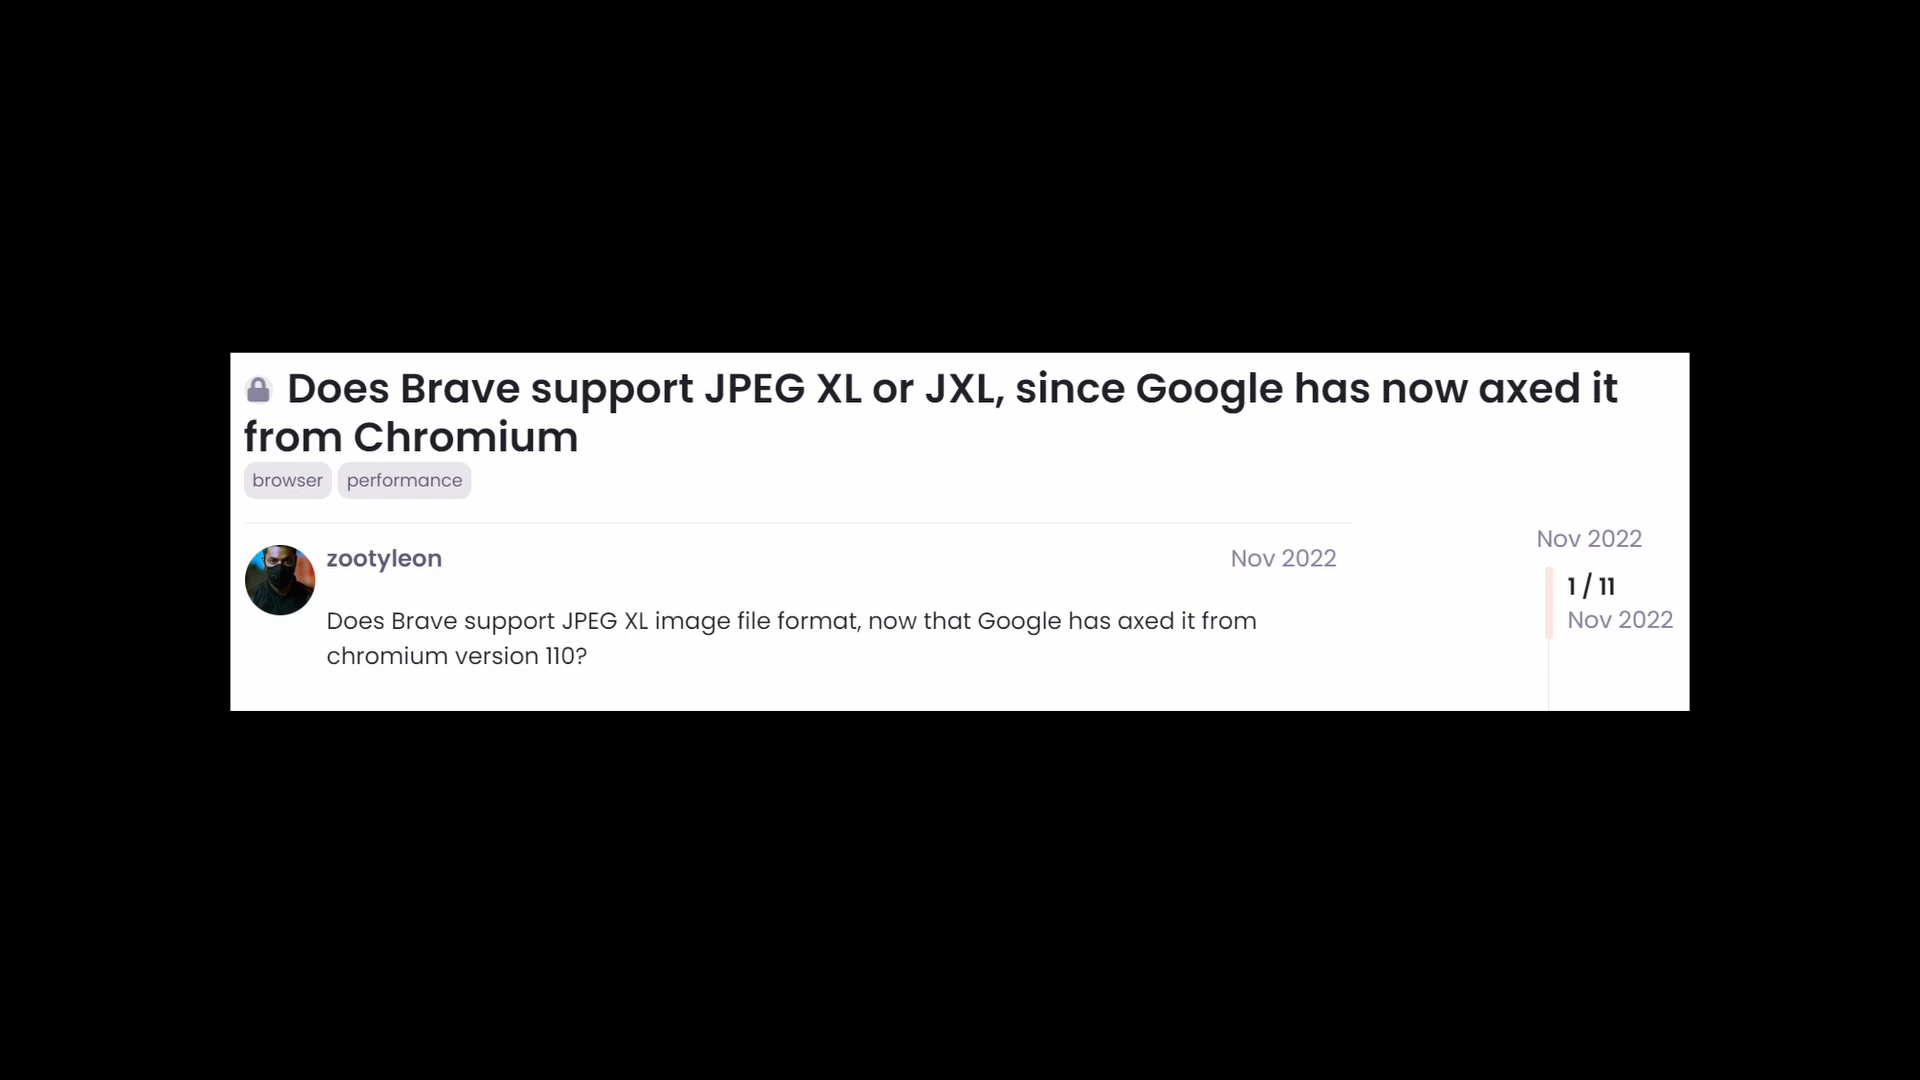 Does Brave support JPEG XL or JXL, since Google has now axed it
from Chromium
browser performance
zootyleon Nov 2022
Does Brave support JPEG XL image file format, now that Google has axed it from
chromium version 110?
Nov 2022
1 / 11
Nov 2022